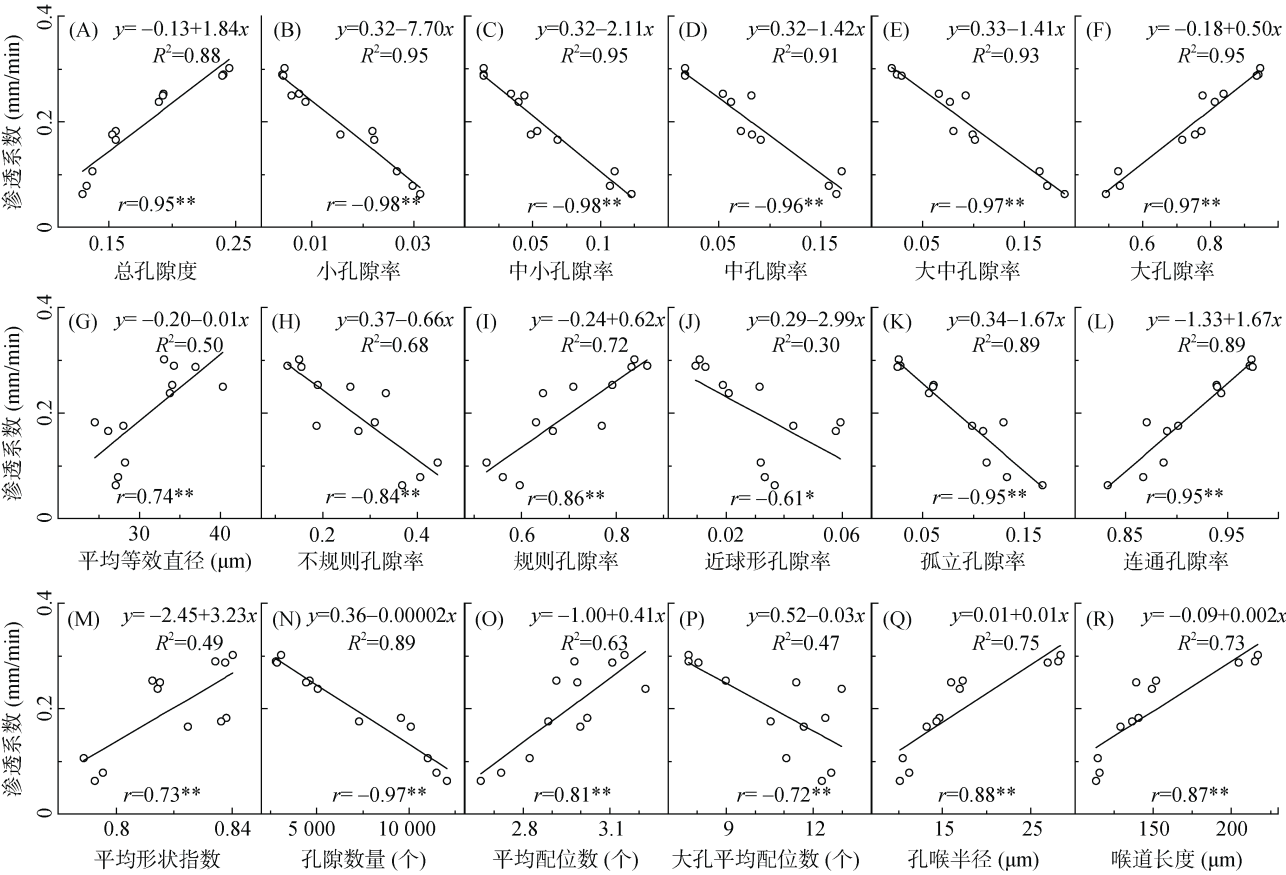 渗透系数 (mm/min)
0.4
0.2
0
(A) y= −0.13+1.84x
R²=0.88
r=0.95**
0.15 0.25
总孔隙度
(B) y=0.32−7.70x
R²=0.95
r= −0.98**
0.01 0.03
小孔隙率
(C) y=0.32−2.11x
R²=0.95
r= −0.98**
0.05 0.1
中小孔隙率
(D) y=0.32−1.42x
R²=0.91
r= −0.96**
0.05 0.15
中孔隙率
(E) y=0.33−1.41x
R²=0.93
r= −0.97**
0.05 0.15
大中孔隙率
(F) y= −0.18+0.50x
R²=0.95
r=0.97**
0.6 0.8
大孔隙率
渗透系数 (mm/min)
0.4
0.2
0
(G) y= −0.20−0.01x
R²=0.50
r=0.74**
30 40
平均等效直径 (μm)
(H) y=0.37−0.66x
R²=0.68
r= −0.84**
0.2 0.4
不规则孔隙率
(I) y= −0.24+0.62x
R²=0.72
r=0.86**
0.6 0.8
规则孔隙率
(J) y=0.29−2.99x
R²=0.30
r= −0.61*
0.02 0.06
近球形孔隙率
(K) y=0.34−1.67x
R²=0.89
r= −0.95**
0.05 0.15
孤立孔隙率
(L) y= −1.33+1.67x
R²=0.89
r=0.95**
0.85 0.95
连通孔隙率
渗透系数 (mm/min)
0.4
0.2
0
(M) y= −2.45+3.23x
R²=0.49
r=0.73**
0.8 0.84
平均形状指数
(N) y=0.36−0.00002x
R²=0.89
r= −0.97**
5 000 10 000
孔隙数量 (个)
(O) y= −1.00+0.41x
R²=0.63
r=0.81**
2.8 3.1
平均配位数 (个)
(P) y=0.52−0.03x
R²=0.47
r= −0.72**
9 12
大孔平均配位数 (个)
(Q) y=0.01+0.01x
R²=0.75
r=0.88**
15 25
孔喉半径 (μm)
(R) y= −0.09+0.002x
R²=0.73
r=0.87**
150 200
喉道长度 (μm)